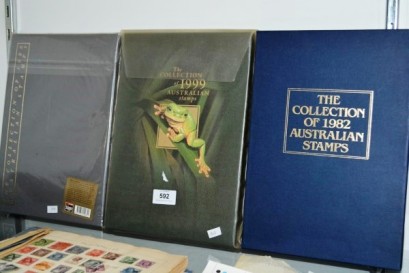 The
COLLECTION
of 1999
AUSTRALIAN
stamps
592
THE
COLLECTION
OF 1982
AUSTRALIAN
STAMPS